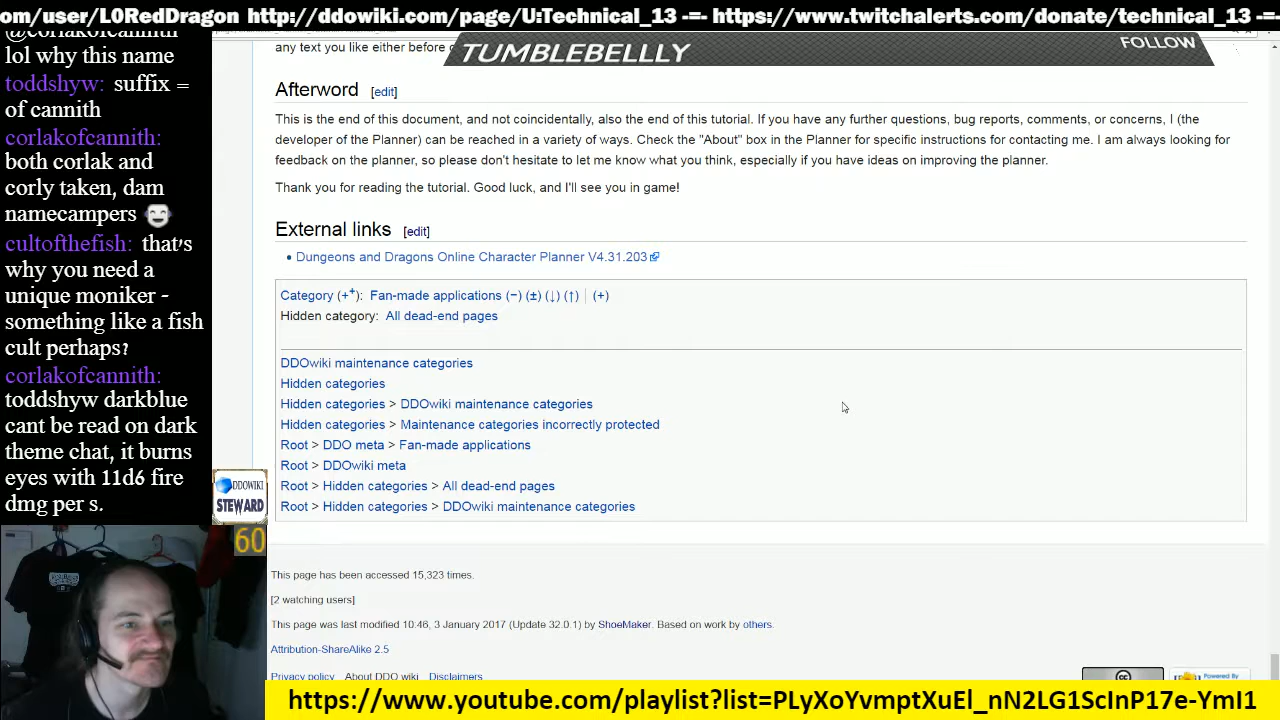 om/user/L0RedDragon http://ddowiki.com/page/U:Technical_13 -=- https://www.twitchalerts.com/donate/technical_13 -=-
@corlakofcannith
lol why this name
toddshyw: suffix =
of cannith
corlakofcannith:
both corlak and
corly taken, dam
namecampers
cultofthefish: that's
why you need a
unique moniker -
something like a fish
cult perhaps?
corlakofcannith:
toddshyw darkblue
cant be read on dark
theme chat, it burns
eyes with 11d6 fire
dmg per s.
DDOWIKI
STEWARD
60
any text you like either before
TUMBLEBELLLY
FOLLOW
Afterword [edit]
This is the end of this document, and not coincidentally, also the end of this tutorial. If you have any further questions, bug reports, comments, or concerns, I (the
developer of the Planner) can be reached in a variety of ways. Check the "About" box in the Planner for specific instructions for contacting me. I am always looking for
feedback on the planner, so please don't hesitate to let me know what you think, especially if you have ideas on improving the planner.
Thank you for reading the tutorial. Good luck, and I'll see you in game!
External links [edit]
• Dungeons and Dragons Online Character Planner V4.31.203
Category (+⁺): Fan-made applications (−) (±) (↓) (↑) | (+)
Hidden category: All dead-end pages
DDOwiki maintenance categories
Hidden categories
Hidden categories > DDOwiki maintenance categories
Hidden categories > Maintenance categories incorrectly protected
Root > DDO meta > Fan-made applications
Root > DDOwiki meta
Root > Hidden categories > All dead-end pages
Root > Hidden categories > DDOwiki maintenance categories
This page has been accessed 15,323 times.
[2 watching users]
This page was last modified 10:46, 3 January 2017 (Update 32.0.1) by ShoeMaker. Based on work by others.
Attribution-ShareAlike 2.5
Privacy policy About DDO wiki Disclaimers
cc
Powered By
https://www.youtube.com/playlist?list=PLyXoYvmptXuEl_nN2LG1ScInP17e-YmI1